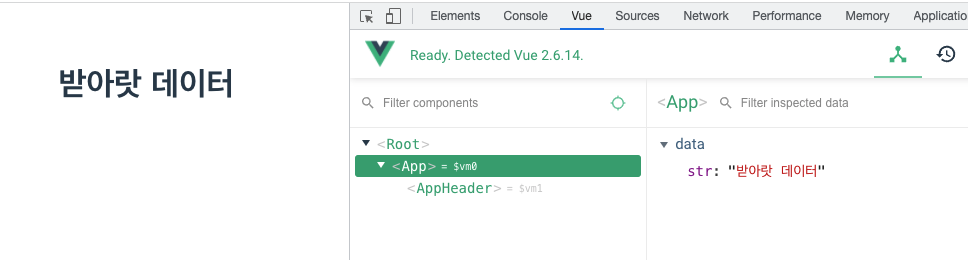 받아랏 데이터
Elements Console Vue Sources Network Performance Memory Applicatio
Ready. Detected Vue 2.6.14.
Filter components
<App> Filter inspected data
<Root>
<App> = $vm0
<AppHeader> = $vm1
data
str: "받아랏 데이터"